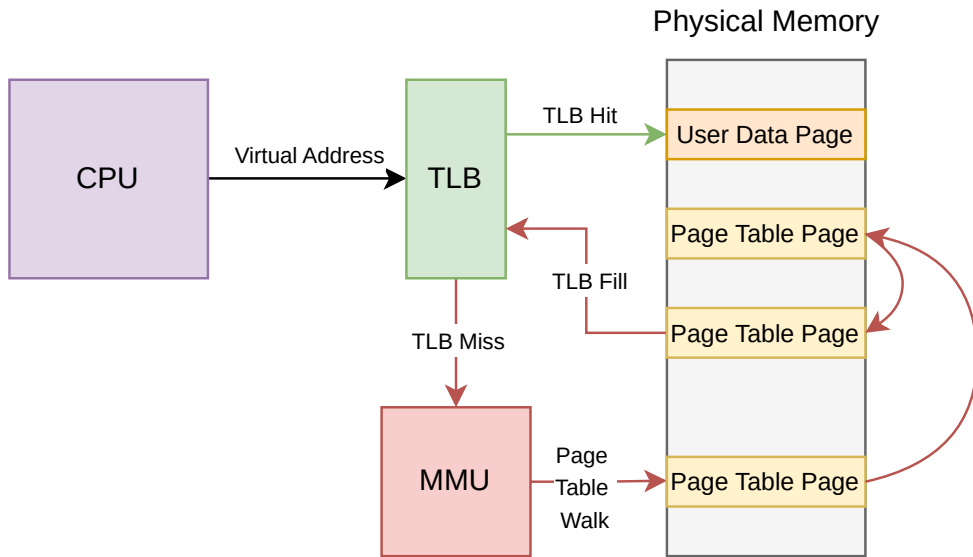 Physical Memory
CPU
Virtual Address
TLB
TLB Hit
User Data Page
Page Table Page
TLB Fill
Page Table Page
TLB Miss
MMU
Page
Table
Walk
Page Table Page